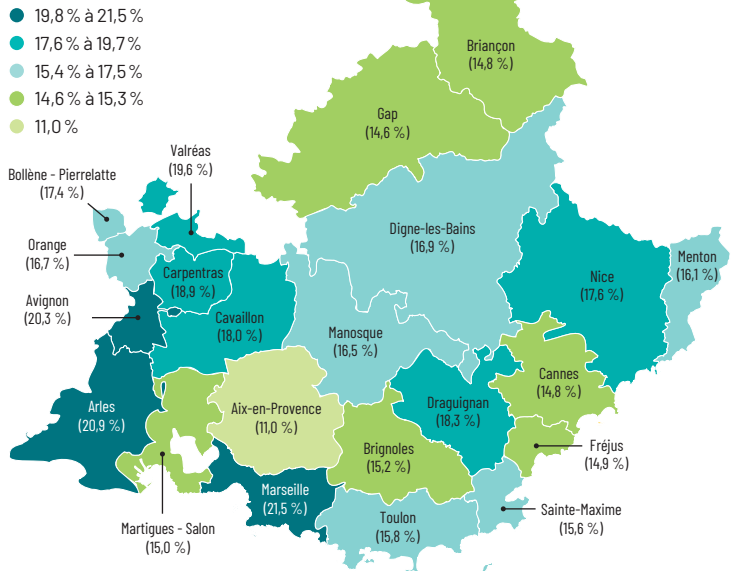 19,8 % à 21,5 %
17,6 % à 19,7 %
15,4 % à 17,5 %
14,6 % à 15,3 %
11,0 %
Briançon
(14,8 %)
Gap
(14,6 %)
Valréas
(19,6 %)
Bollène - Pierrelatte
(17,4 %)
Digne-les-Bains
(16,9 %)
Orange
(16,7 %)
Menton
(16,1 %)
Carpentras
(18,9 %)
Nice
(17,6 %)
Avignon
(20,3 %)
Cavaillon
(18,0 %)
Manosque
(16,5 %)
Cannes
(14,8 %)
Arles
(20,9 %)
Aix-en-Provence
(11,0 %)
Draguignan
(18,3 %)
Brignoles
(15,2 %)
Fréjus
(14,9 %)
Marseille
(21,5 %)
Sainte-Maxime
(15,6 %)
Toulon
(15,8 %)
Martigues - Salon
(15,0 %)